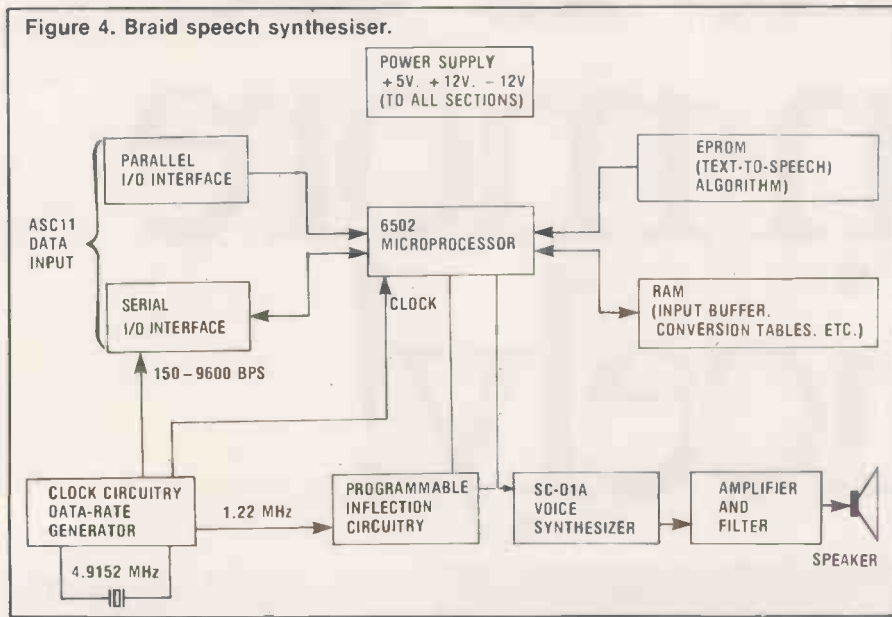 Figure 4. Braid speech synthesiser.
POWER SUPPLY
+5V. +12V. -12V
(TO ALL SECTIONS)
PARALLEL
I/O INTERFACE
EPROM
(TEXT-TO-SPEECH)
ALGORITHM)
ASC11
DATA
INPUT
6502
MICROPROCESSOR
SERIAL
I/O INTERFACE
CLOCK
RAM
(INPUT BUFFER.
CONVERSION TABLES. ETC.)
150-9600 BPS
CLOCK CIRCUITRY
DATA-RATE
GENERATOR
1.22 MHz
PROGRAMMABLE
INFLECTION
CIRCUITRY
SC-01A
VOICE
SYNTHESIZER
AMPLIFIER
AND
FILTER
SPEAKER
4.9152 MHz